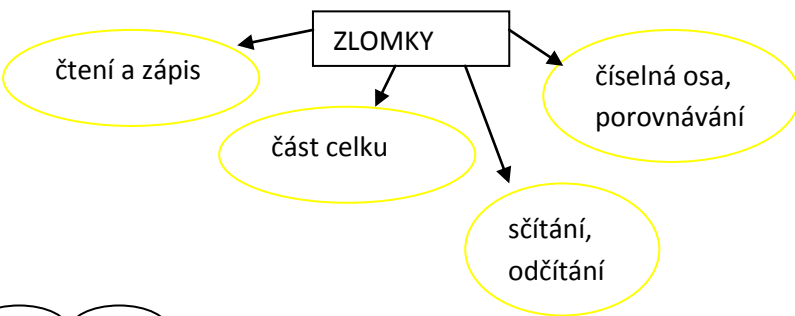 ZLOMKY
čtení a zápis
číselná osa,
porovnávání
část celku
sčítání,
odčítání